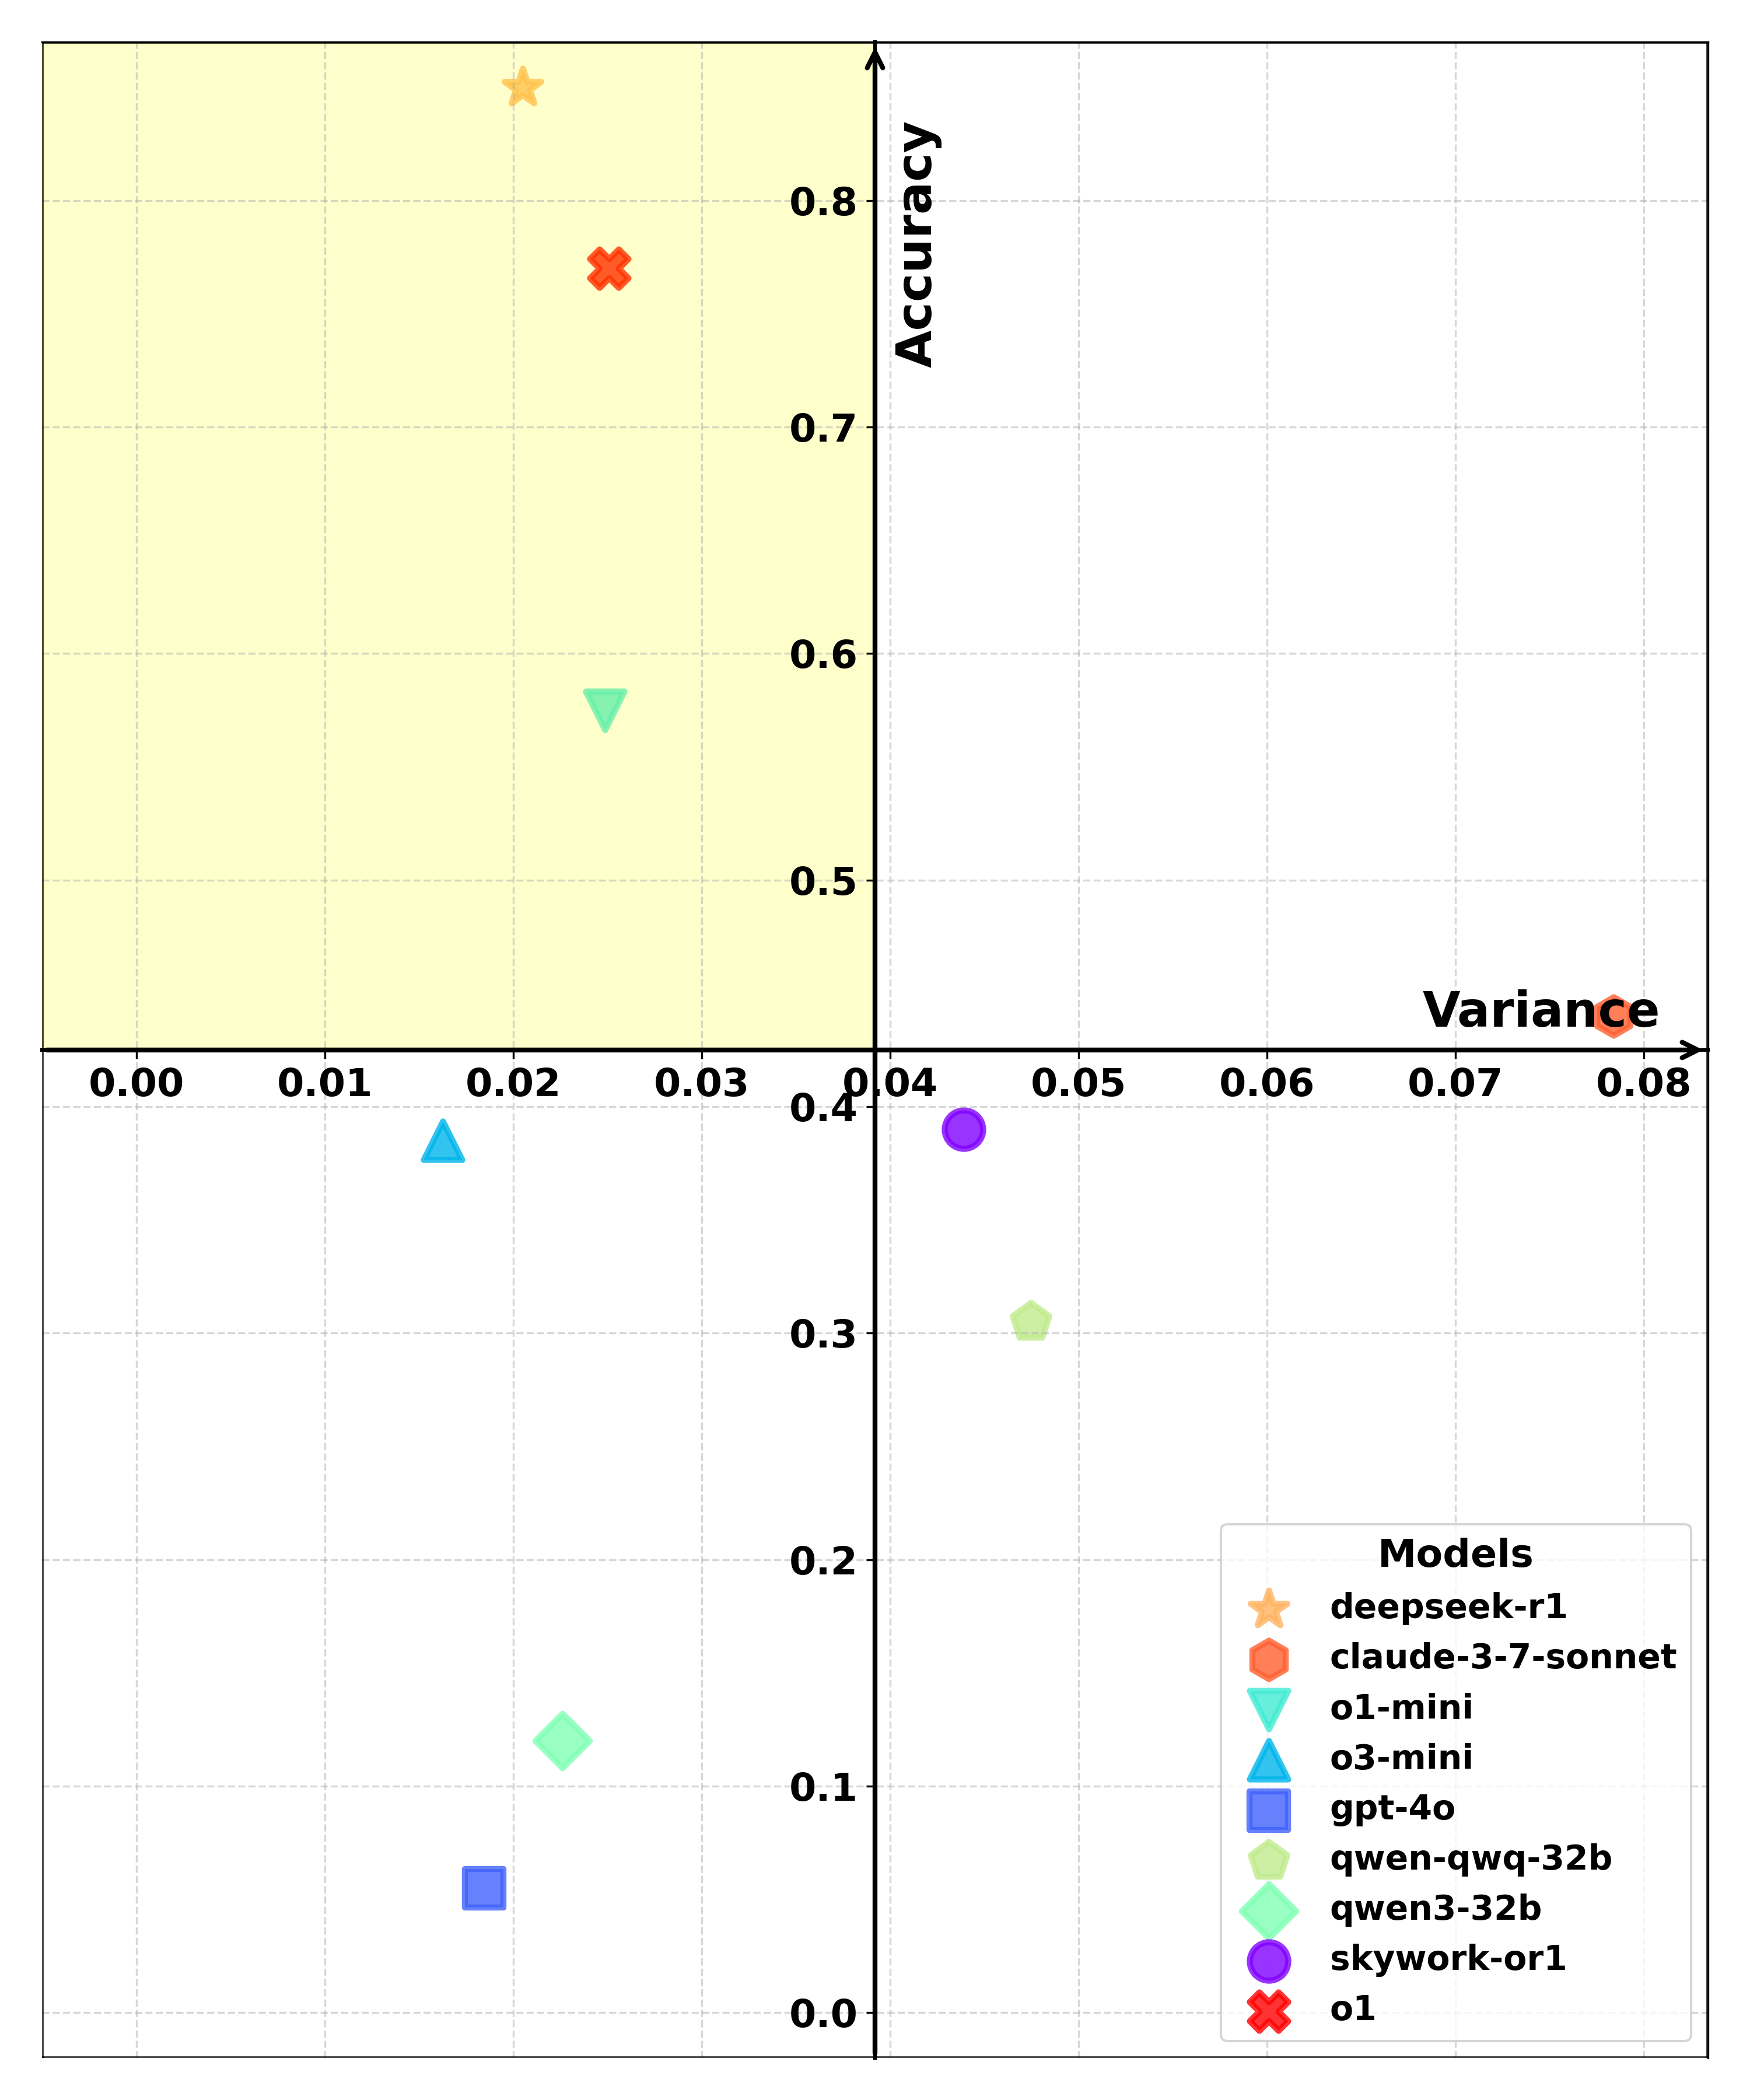 Accuracy
0.8
0.7
0.6
0.5
Variance
0.00 0.01 0.02 0.03 0.04 0.05 0.06 0.07 0.08
0.4
0.3
0.2
0.1
0.0
Models
deepseek-r1
claude-3-7-sonnet
o1-mini
o3-mini
gpt-4o
qwen-qwq-32b
qwen3-32b
skywork-or1
o1